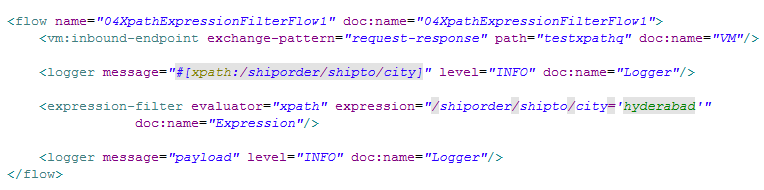 <flow name="04XpathExpressionFilterFlow1" doc:name="04XpathExpressionFilterFlow1">
<vm:inbound-endpoint exchange-pattern="request-response" path="testxpathq" doc:name="VM"/>
<logger message="#[xpath:/shiporder/shipto/city]" level="INFO" doc:name="Logger"/>
<expression-filter evaluator="xpath" expression="/shiporder/shipto/city='hyderabad'"
doc:name="Expression"/>
<logger message="payload" level="INFO" doc:name="Logger"/>
</flow>